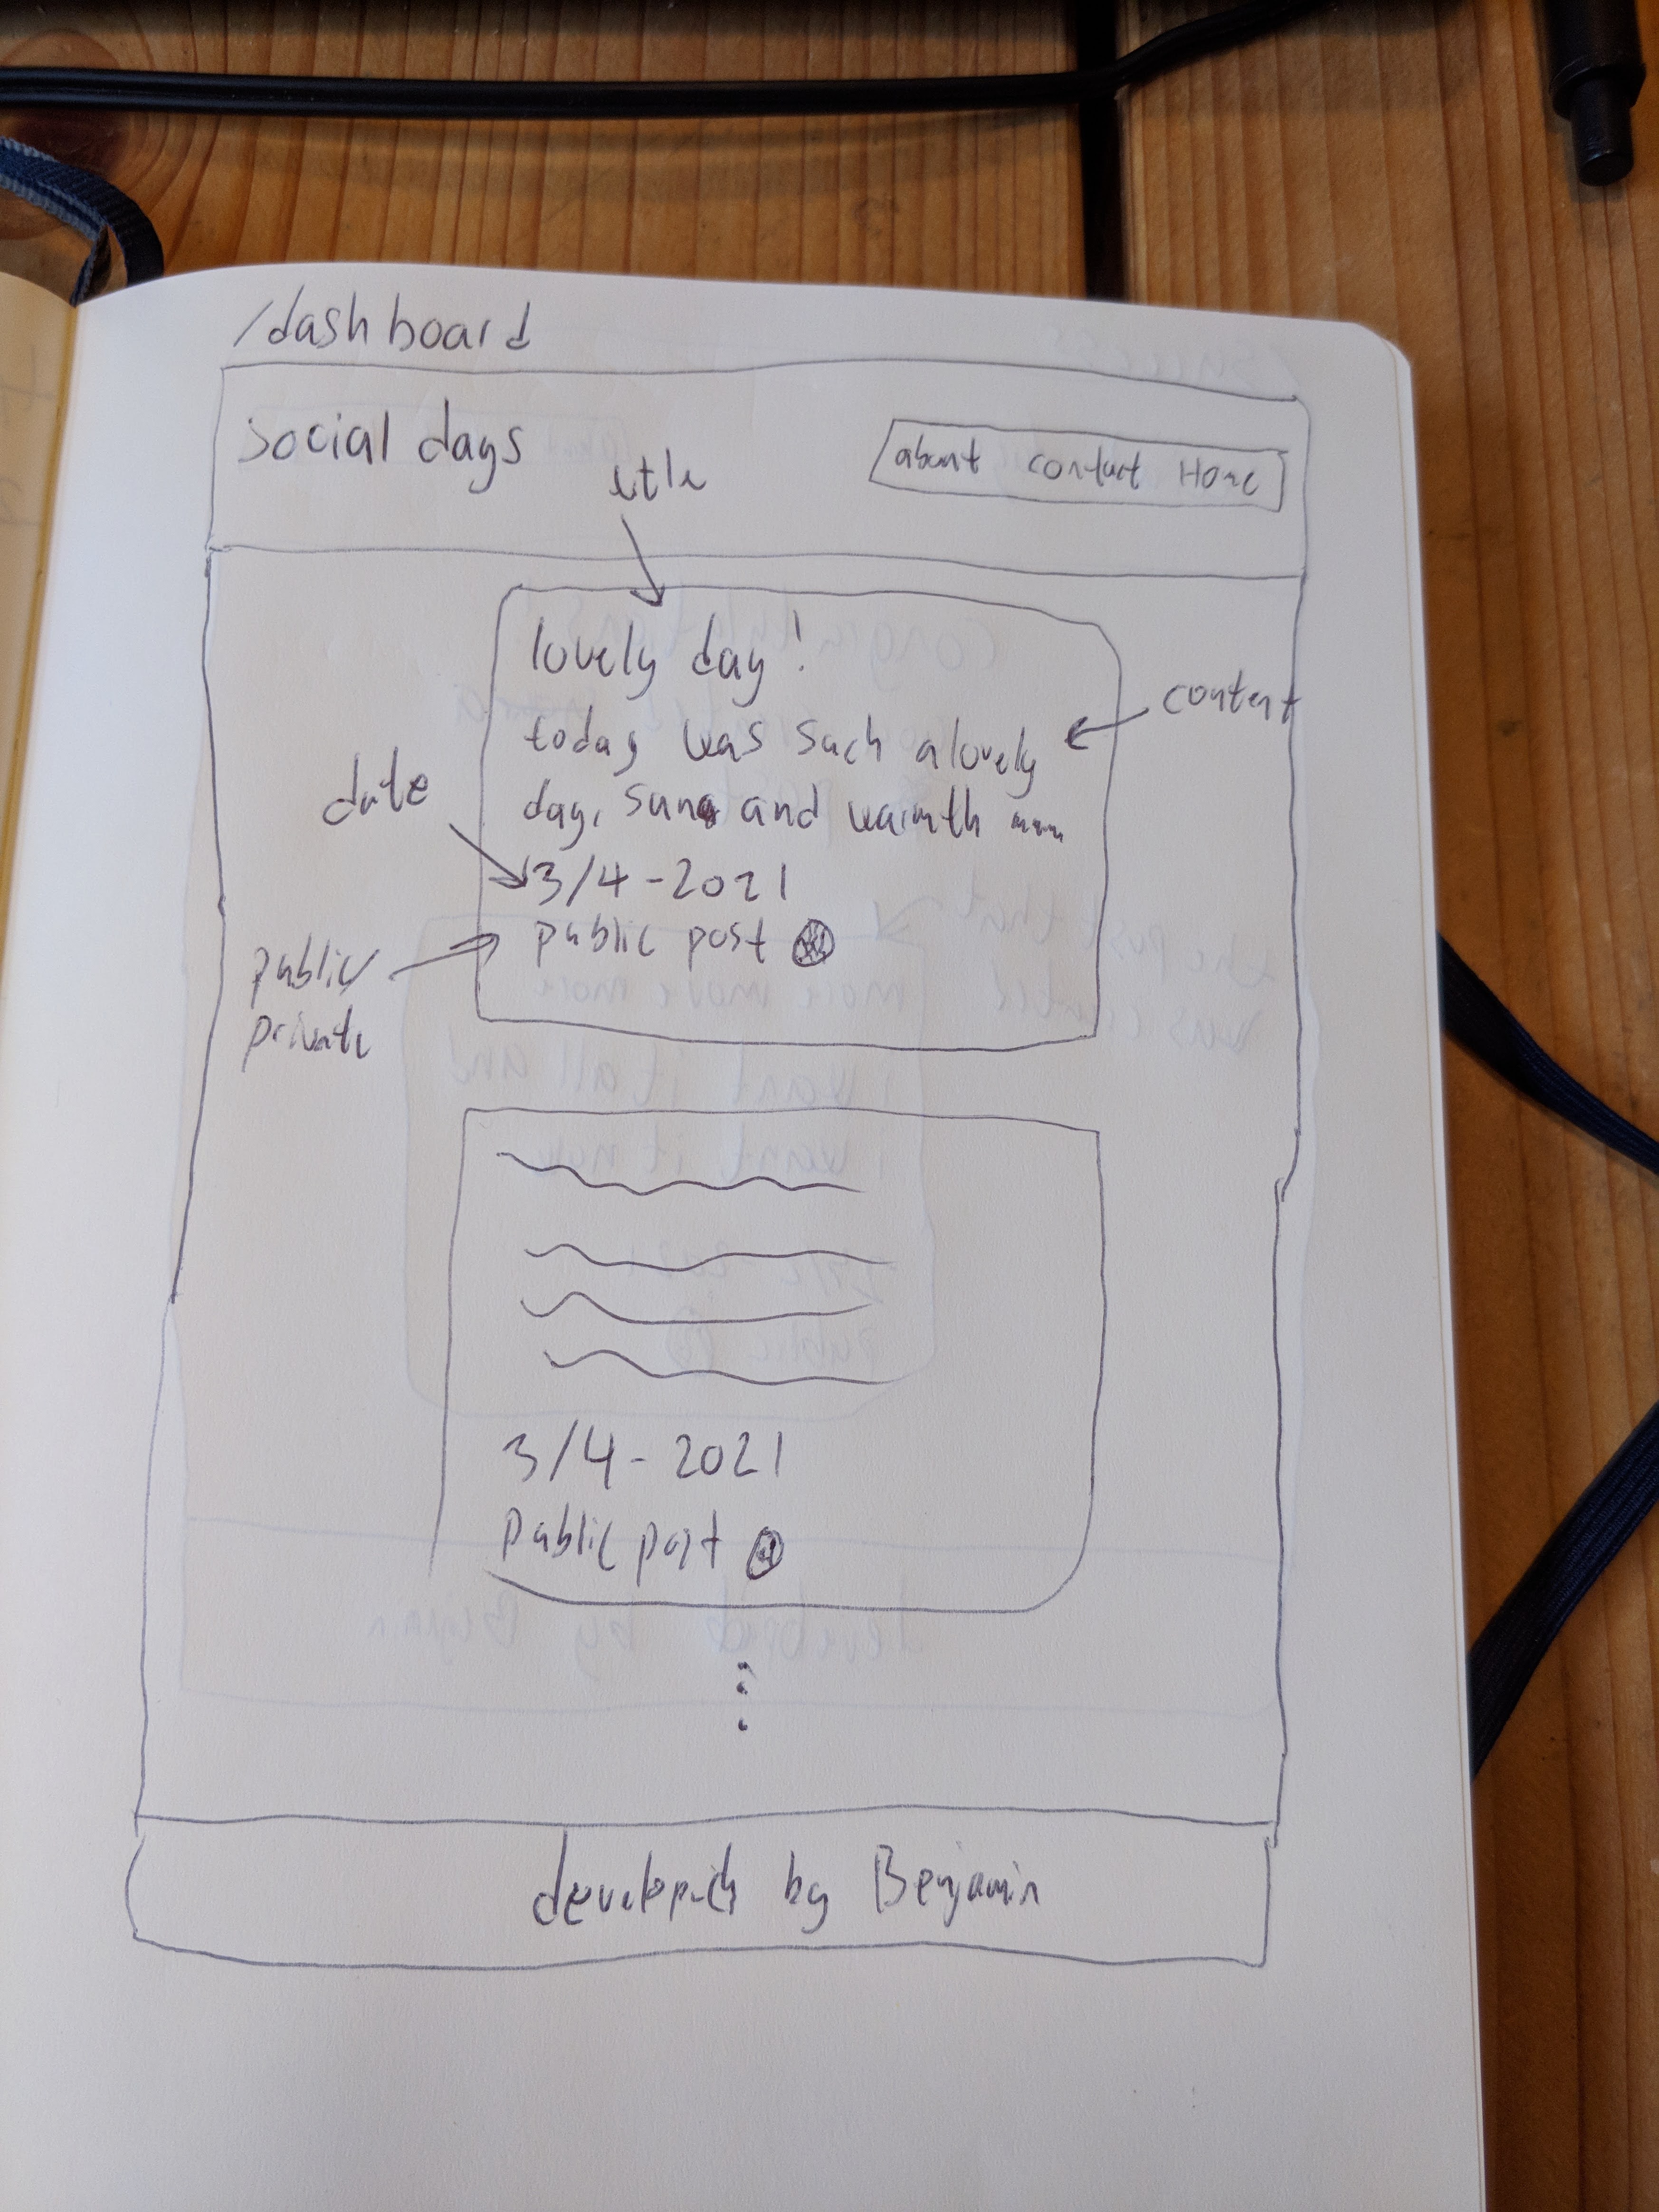 /dashboard
social days
about contact Home
title
lovely day!
today was such a lovely
day, sun and warmth
content
date
3/4-2021
public post
public/
private
3/4-2021
public post
by Benjamin